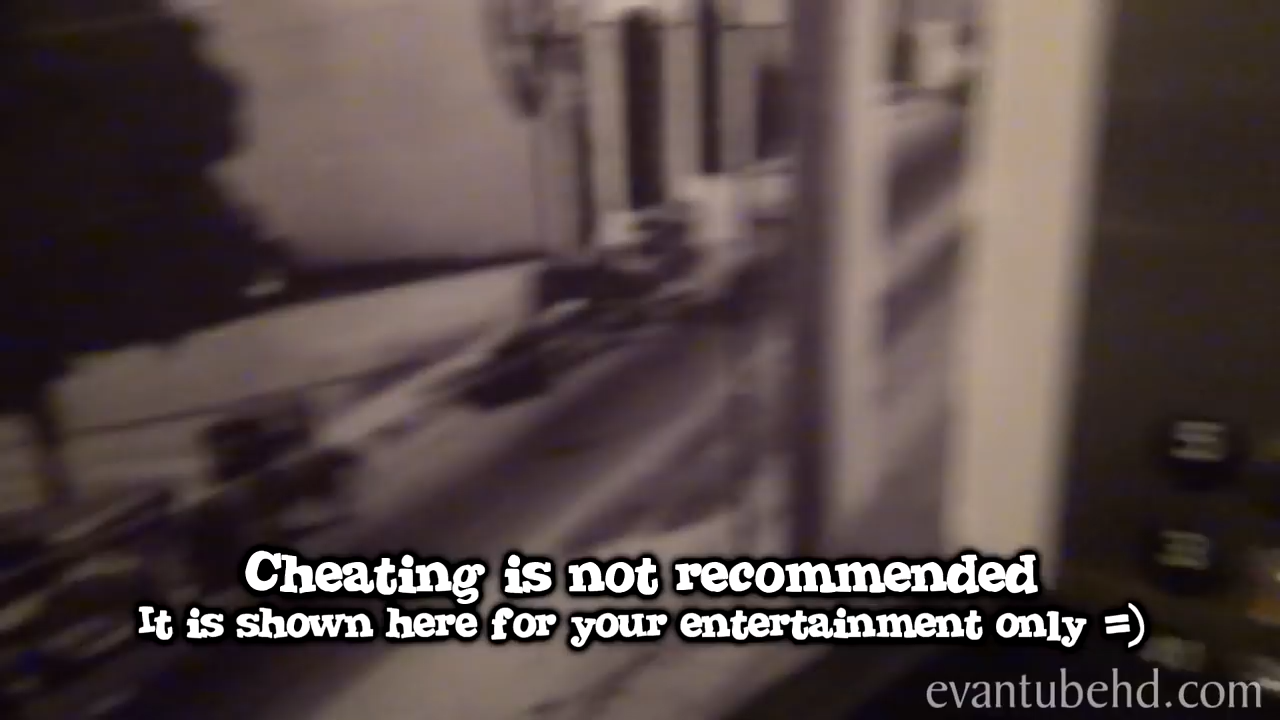 Cheating is not recommended
It is shown here for your entertainment only =)
evantubehd.com